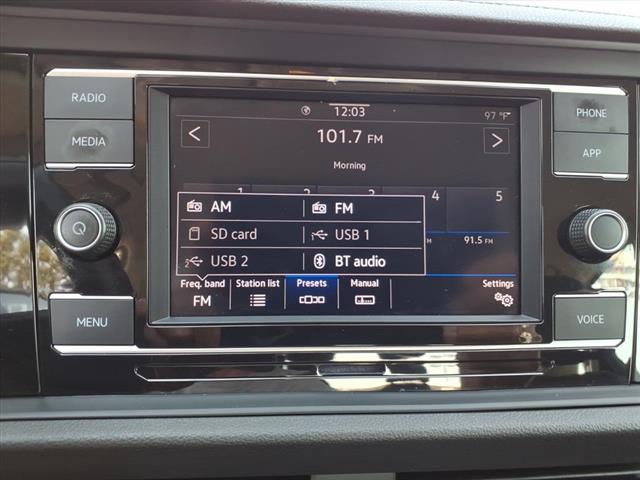 RADIO
MEDIA
MENU
PHONE
APP
VOICE
12:03
97 °F
<
101.7 FM
>
Morning
1 2 3 4 5
AM FM
SD card USB 1
USB 2 BT audio
FM 91.5 FM
Freq. band Station list Presets Manual Settings
FM